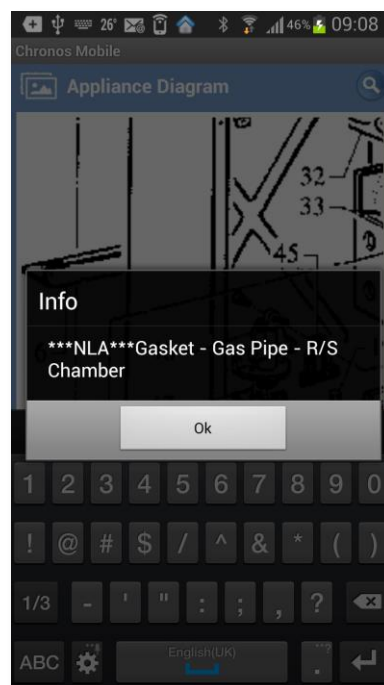 26° 46% 09:08
Chronos Mobile
Appliance Diagram
32
33
45
Info
***NLA***Gasket - Gas Pipe - R/S
Chamber
Ok
1 2 3 4 5 6 7 8 9 0
! @ # $ / ^ & * ( )
1/3 - ' " : ; , ?
ABC English(UK) .